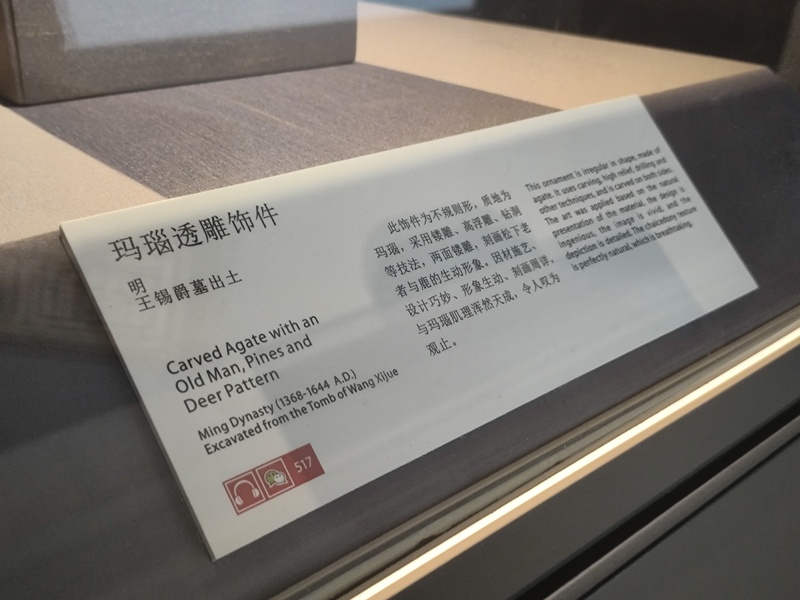 玛瑙透雕饰件
明
王锡爵墓出土
Carved Agate with an
Old Man, Pines and
Deer Pattern
Ming Dynasty (1368-1644 A.D.)
Excavated from the Tomb of Wang Xijue
517
此饰件为不规则形，质地为
玛瑙，采用镂雕、高浮雕、钻洞
等技法，两面镂雕，刻画松下老
者与鹿的生动形象。因材施艺、
设计巧妙、形象生动、刻画周详，
与玛瑙肌理浑然天成，令人叹为
观止。
This ornament is irregular in shape, made of
agate. It uses carving, high relief, drilling and
other techniques, and is carved on both sides.
The art was applied based on the natural
presentation of the material, the design is
ingenious, the image is vivid, and the
depiction is detailed. The chalcedony texture
is perfectly natural, which is breathtaking.